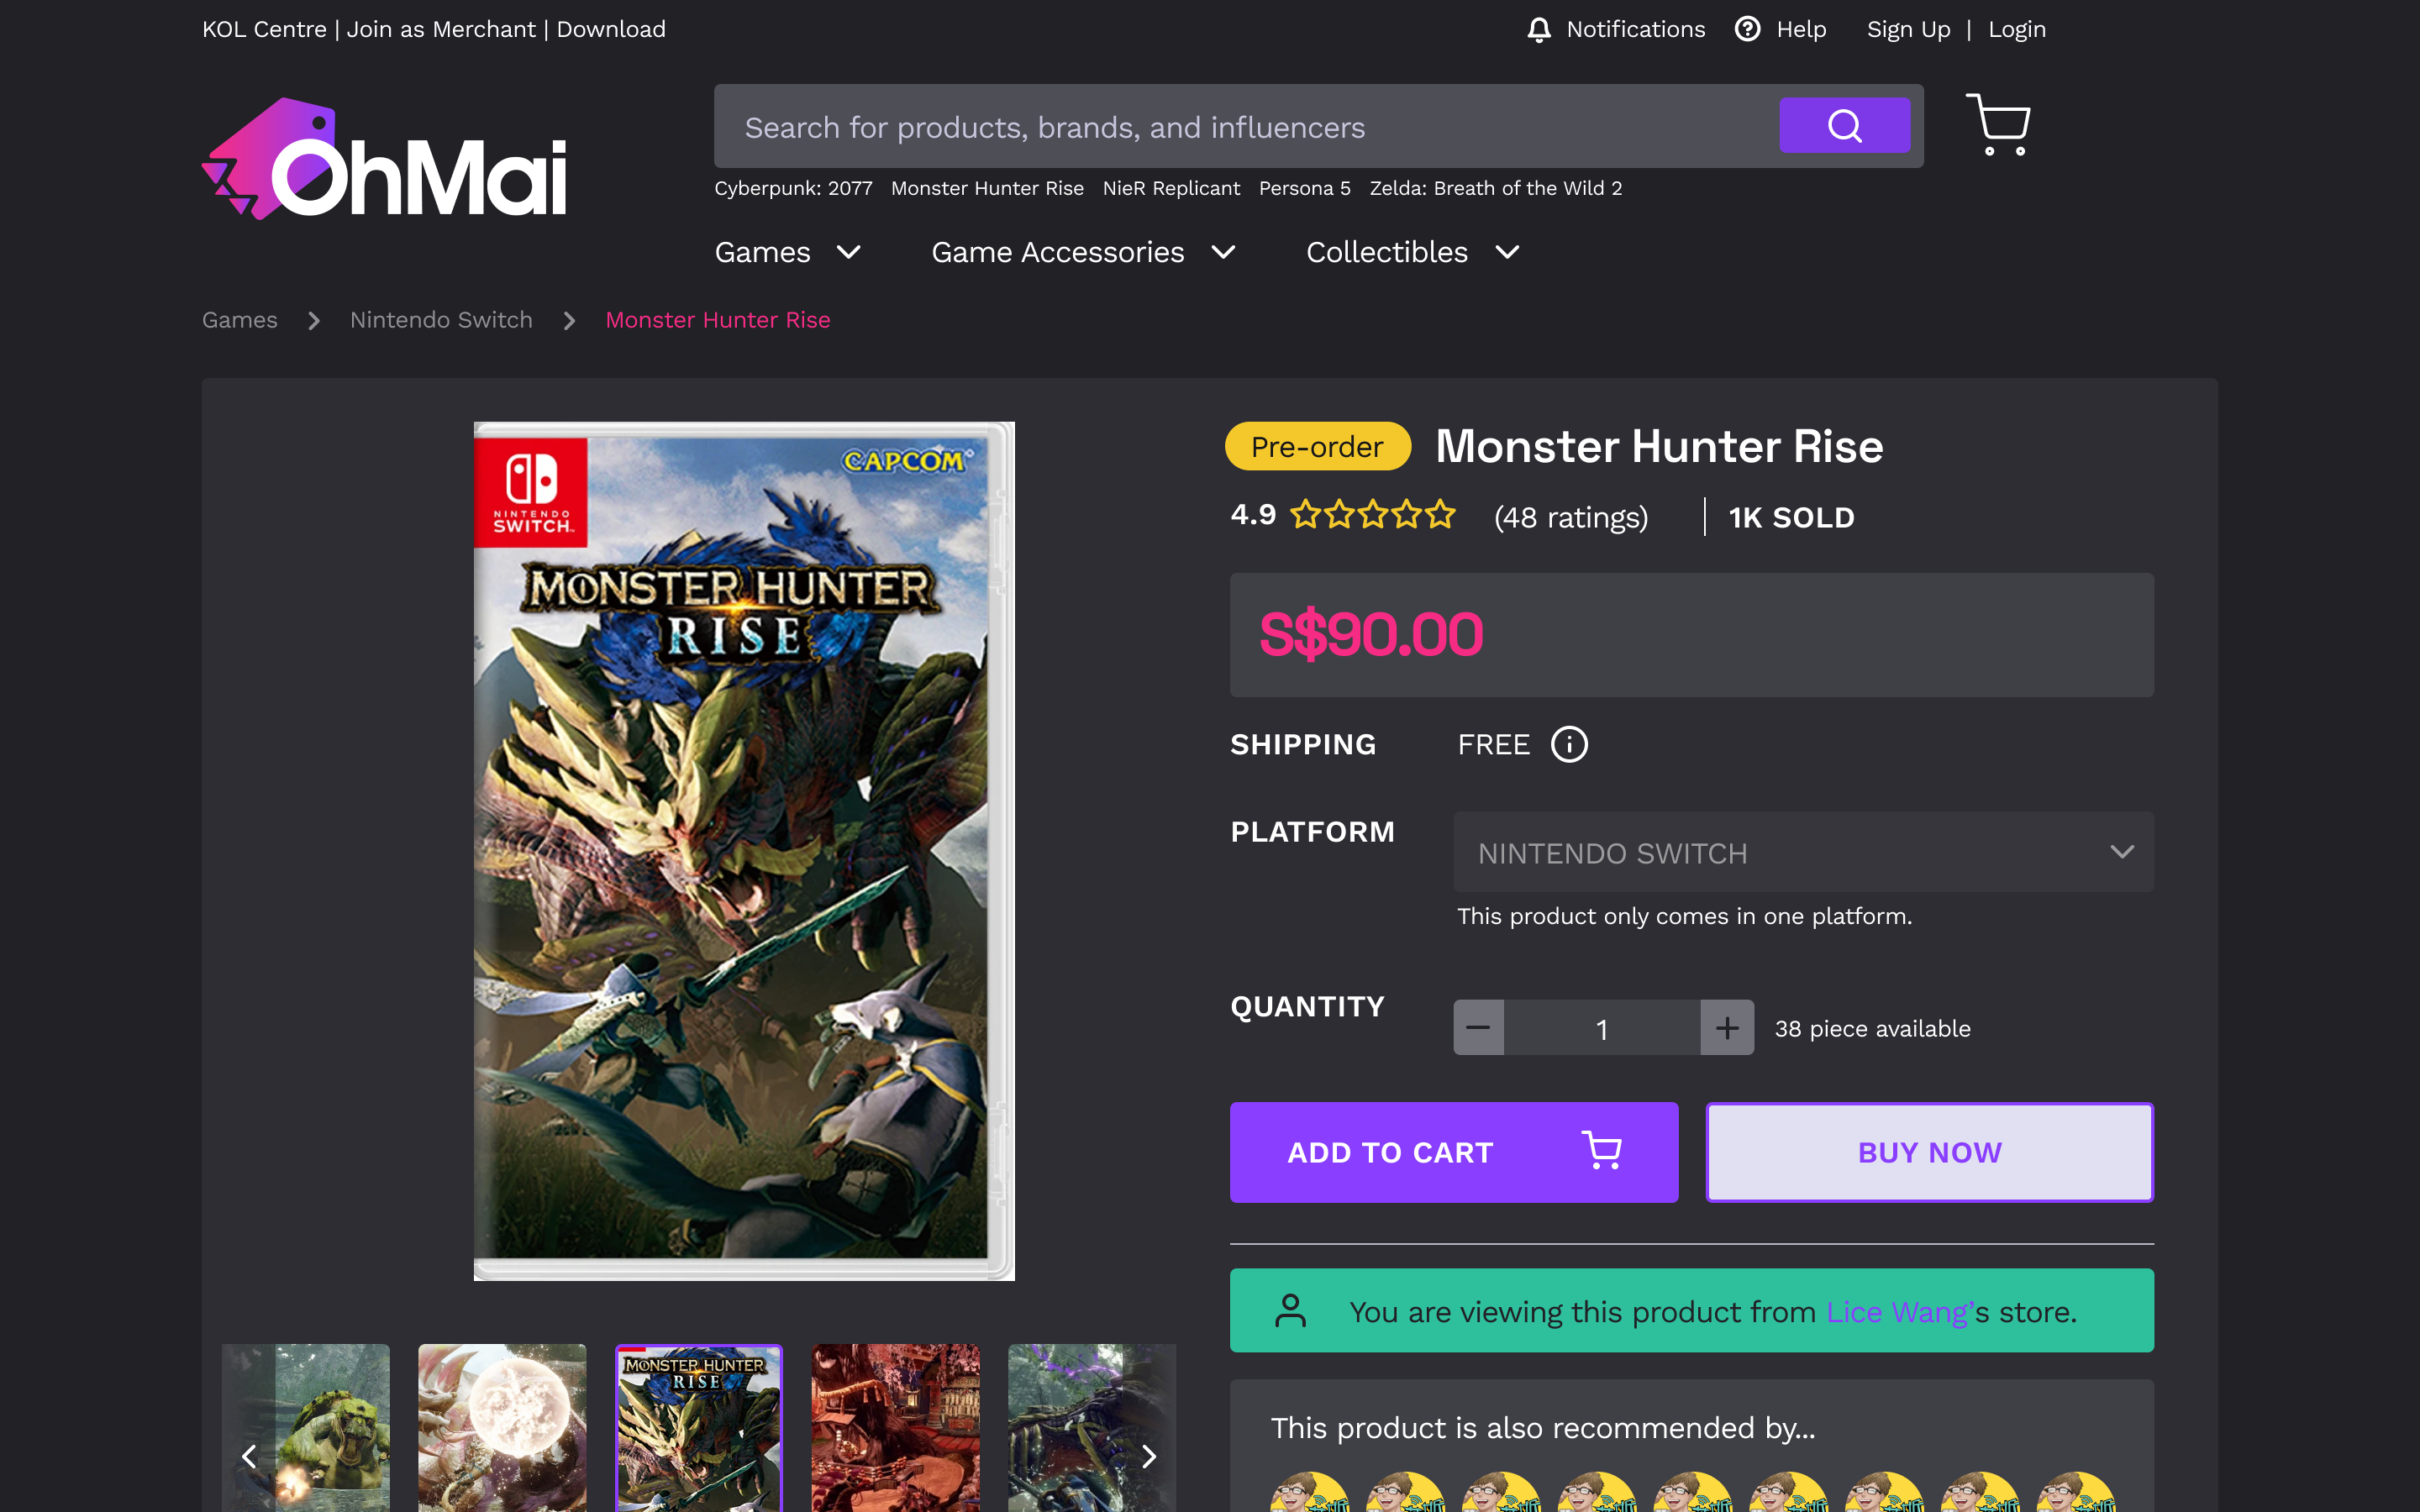 KOL Centre | Join as Merchant | Download
Notifications
Help
Sign Up | Login
OhMai
Search for products, brands, and influencers
Cyberpunk: 2077 Monster Hunter Rise NieR Replicant Persona 5 Zelda: Breath of the Wild 2
Games
Game Accessories
Collectibles
Games
Nintendo Switch
Monster Hunter Rise
NINTENDO
SWITCH™
CAPCOM®
MONSTER HUNTER
RISE
Pre-order
Monster Hunter Rise
4.9
(48 ratings)
1K SOLD
S$90.00
SHIPPING
FREE
PLATFORM
NINTENDO SWITCH
This product only comes in one platform.
QUANTITY
1
38 piece available
ADD TO CART
BUY NOW
You are viewing this product from Lice Wang's store.
MONSTER HUNTER
RISE
This product is also recommended by...